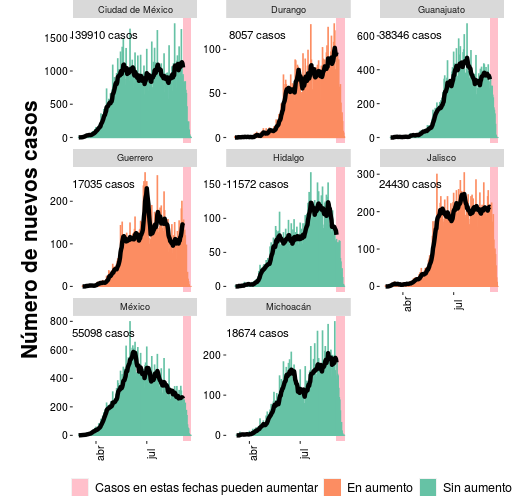 Ciudad de México
Durango
Guanajuato
139910 casos
8057 casos
38346 casos
1500
1000
500
0
100
50
0
600
400
200
0
Guerrero
Hidalgo
Jalisco
17035 casos
11572 casos
24430 casos
200
100
0
150
100
50
0
300
200
100
0
México
Michoacán
55098 casos
18674 casos
800
600
400
200
0
200
100
0
abr
jul
abr
jul
abr
jul
Número de nuevos casos
Casos en estas fechas pueden aumentar
En aumento
Sin aumento